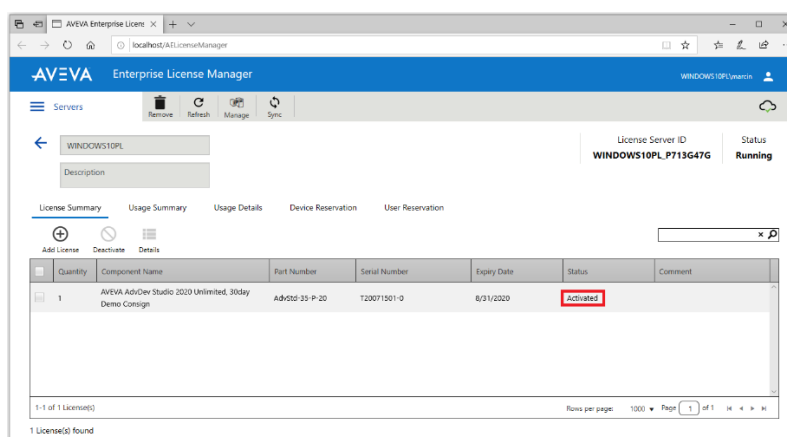 AVEVA Enterprise Licens
localhost/AELicenseManager
AVEVA Enterprise License Manager
WINDOWS10PL\marcin
Servers
Remove Refresh Manage Sync
WINDOWS10PL
Description
License Server ID Status
WINDOWS10PL_P713G47G Running
License Summary Usage Summary Usage Details Device Reservation User Reservation
Add License Deactivate Details
Quantity Component Name Part Number Serial Number Expiry Date Status Comment
1 AVEVA AdvDev Studio 2020 Unlimited, 30day
Demo Consign AdvStd-35-P-20 T20071501-0 8/31/2020 Activated
1-1 of 1 License(s) Rows per page: 1000 Page 1 of 1
1 License(s) found